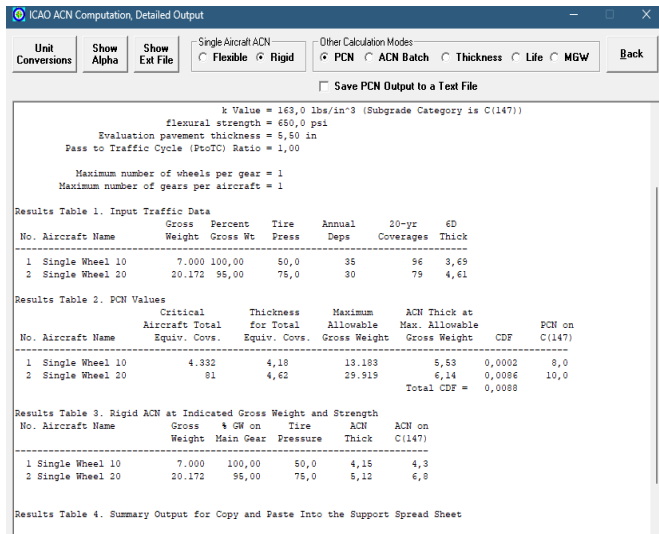 ICAO ACN Computation, Detailed Output
Unit Conversions
Show Alpha
Show Ext File
Single Aircraft ACN
Flexible Rigid
Other Calculation Modes
PCN ACN Batch Thickness Life MGW
Back
Save PCN Output to a Text File
k Value = 163,0 lbs/in^3 (Subgrade Category is C(147))
flexural strength = 650,0 psi
Evaluation pavement thickness = 5,50 in
Pass to Traffic Cycle (PtoTC) Ratio = 1,00
Maximum number of wheels per gear = 1
Maximum number of gears per aircraft = 1
Results Table 1. Input Traffic Data
Gross Percent Tire Annual 20-yr 6D
No. Aircraft Name Weight Gross Wt Press Deps Coverages Thick
1 Single Wheel 10 7.000 100,00 50,0 35 96 3,69
2 Single Wheel 20 20.172 95,00 75,0 30 79 4,61
Results Table 2. PCN Values
Critical Thickness Maximum ACN Thick at
Aircraft Total for Total Allowable Max. Allowable PCN on
No. Aircraft Name Equiv. Covs. Equiv. Covs. Gross Weight Gross Weight CDF C(147)
1 Single Wheel 10 4.332 4,18 13.183 5,53 0,0002 8,0
2 Single Wheel 20 81 4,62 29.919 6,14 0,0086 10,0
Total CDF = 0,0088
Results Table 3. Rigid ACN at Indicated Gross Weight and Strength
No. Aircraft Name Gross % GW on Tire ACN ACN on
Weight Main Gear Pressure Thick C(147)
1 Single Wheel 10 7.000 100,00 50,0 4,15 4,3
2 Single Wheel 20 20.172 95,00 75,0 5,12 6,8
Results Table 4. Summary Output for Copy and Paste Into the Support Spread Sheet